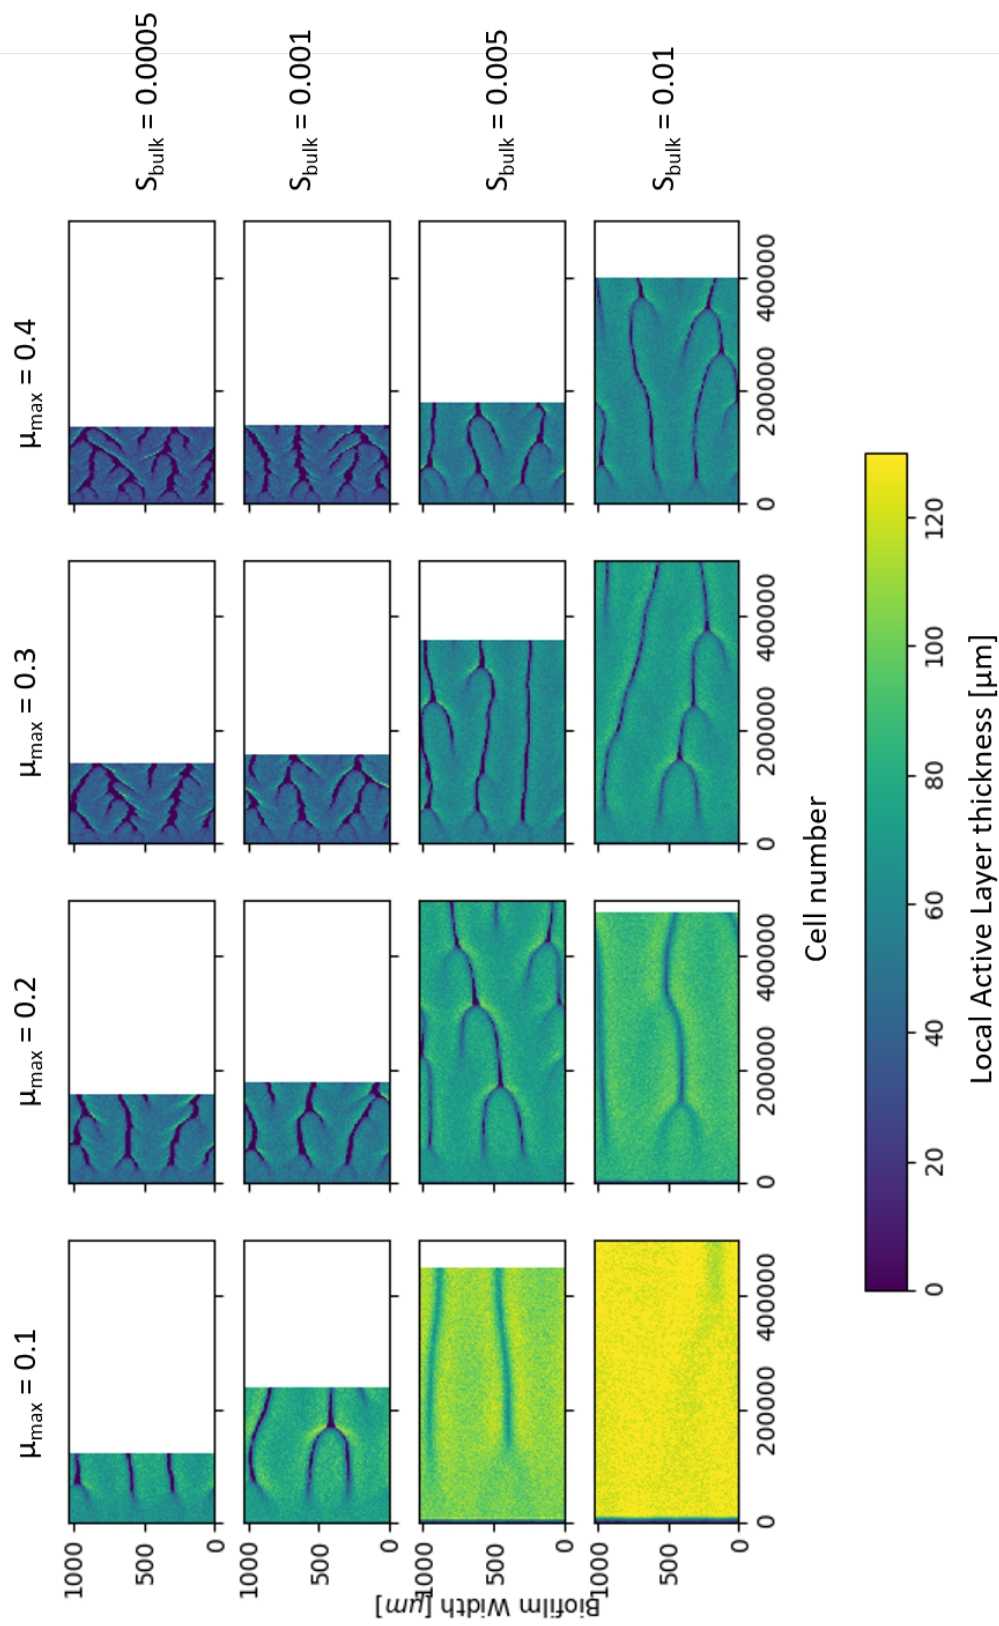 μmax = 0.1
μmax = 0.2
μmax = 0.3
μmax = 0.4
1000
500
0
Sbulk = 0.0005
1000
500
0
Sbulk = 0.001
1000
500
0
Sbulk = 0.005
1000
500
0
Sbulk = 0.01
Biofilm Width [μm]
0 200000 400000
0 200000 400000
0 200000 400000
0 200000 400000
Cell number
0 20 40 60 80 100 120
Local Active Layer thickness [μm]